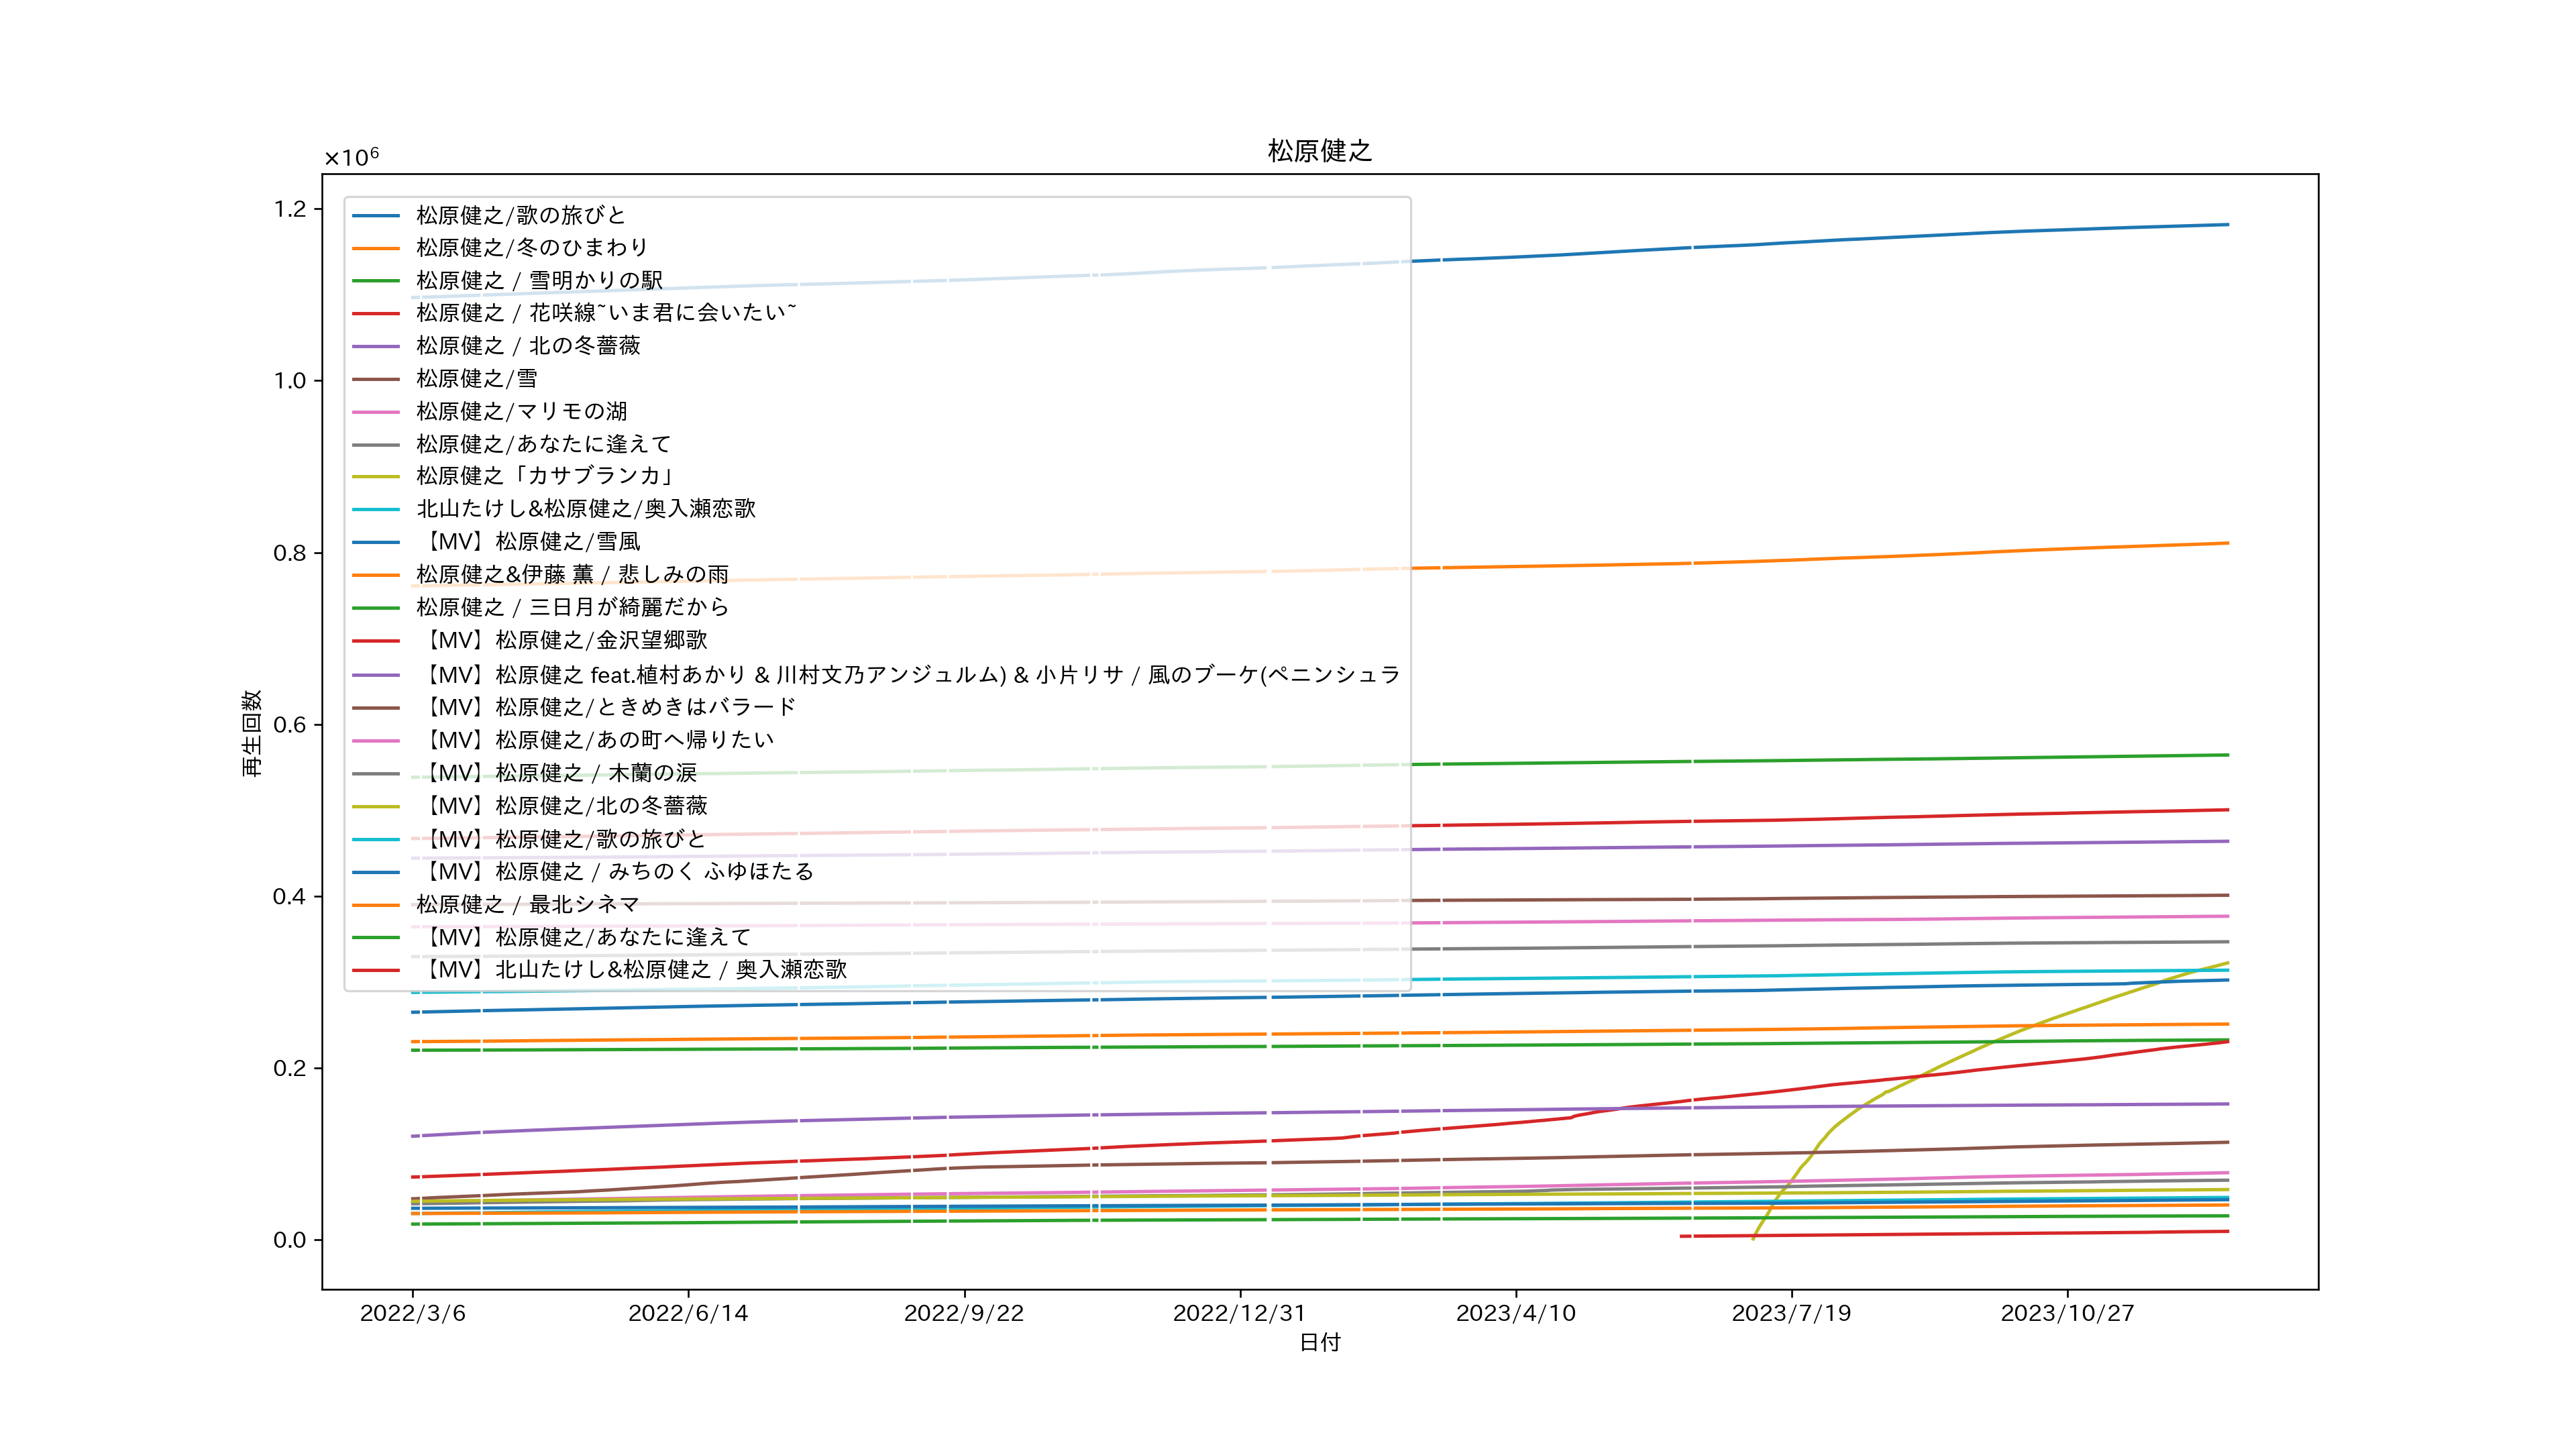 松原健之
×10⁶
1.2
1.0
0.8
0.6
0.4
0.2
0.0
再生回数
松原健之/歌の旅びと
松原健之/冬のひまわり
松原健之 / 雪明かりの駅
松原健之 / 花咲線~いま君に会いたい~
松原健之 / 北の冬薔薇
松原健之/雪
松原健之/マリモの湖
松原健之/あなたに逢えて
松原健之「カサブランカ」
北山たけし&松原健之/奥入瀬恋歌
【MV】松原健之/雪風
松原健之&伊藤 薫 / 悲しみの雨
松原健之 / 三日月が綺麗だから
【MV】松原健之/金沢望郷歌
【MV】松原健之 feat.植村あかり & 川村文乃アンジュルム) & 小片リサ / 風のブーケ(ペニンシュラ
【MV】松原健之/ときめきはバラード
【MV】松原健之/あの町へ帰りたい
【MV】松原健之 / 木蘭の涙
【MV】松原健之/北の冬薔薇
【MV】松原健之/歌の旅びと
【MV】松原健之 / みちのく ふゆほたる
松原健之 / 最北シネマ
【MV】松原健之/あなたに逢えて
【MV】北山たけし&松原健之 / 奥入瀬恋歌
2022/3/6
2022/6/14
2022/9/22
2022/12/31
2023/4/10
2023/7/19
2023/10/27
日付